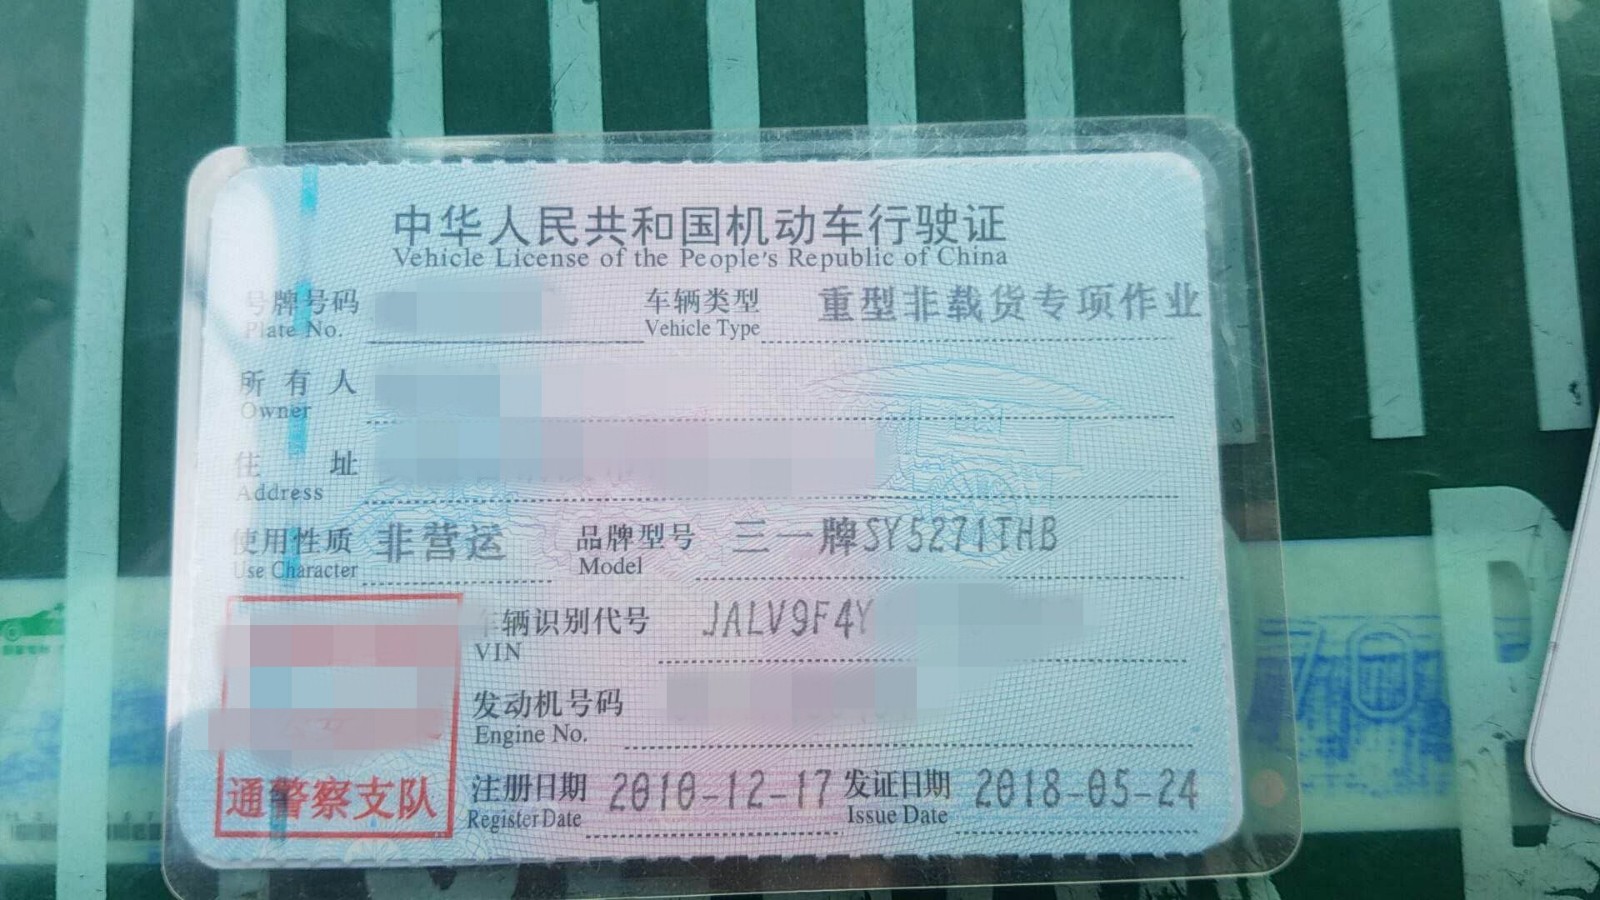 中华人民共和国机动车行驶证
Vehicle License of the People's Republic of China
号牌号码 车辆类型 重型非载货专项作业
Plate No. Vehicle Type
所有人
Owner
住址
Address
使用性质 非营运 品牌型号 三一牌SY5271THB
Use Character Model
车辆识别代号 JALV9F4Y
VIN
发动机号码
Engine No.
通警察支队
注册日期 2010-12-17 发证日期 2018-05-24
Register Date Issue Date